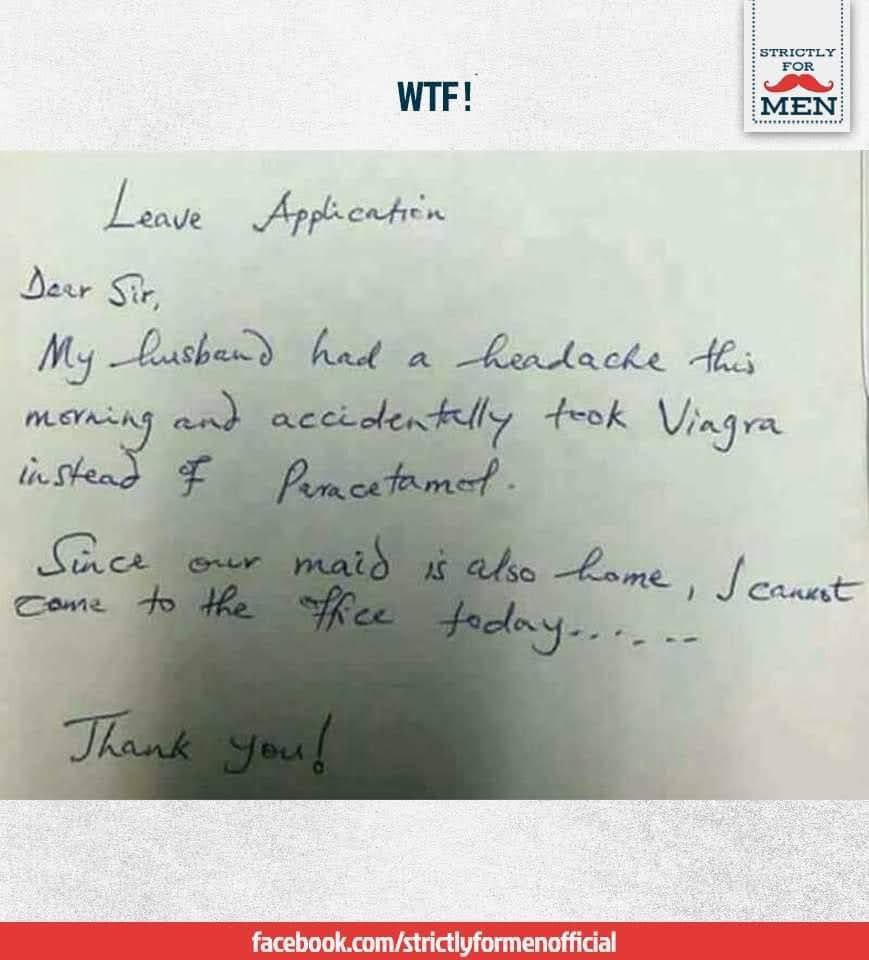 STRICTLY
FOR
MEN
WTF!
Leave Application
Dear Sir,
My husband had a headache this
morning and accidentally took Viagra
instead of Paracetamol.
Since our maid is also home, I cannot
come to the office today.......--
Thank you!
facebook.com/strictlyformenofficial